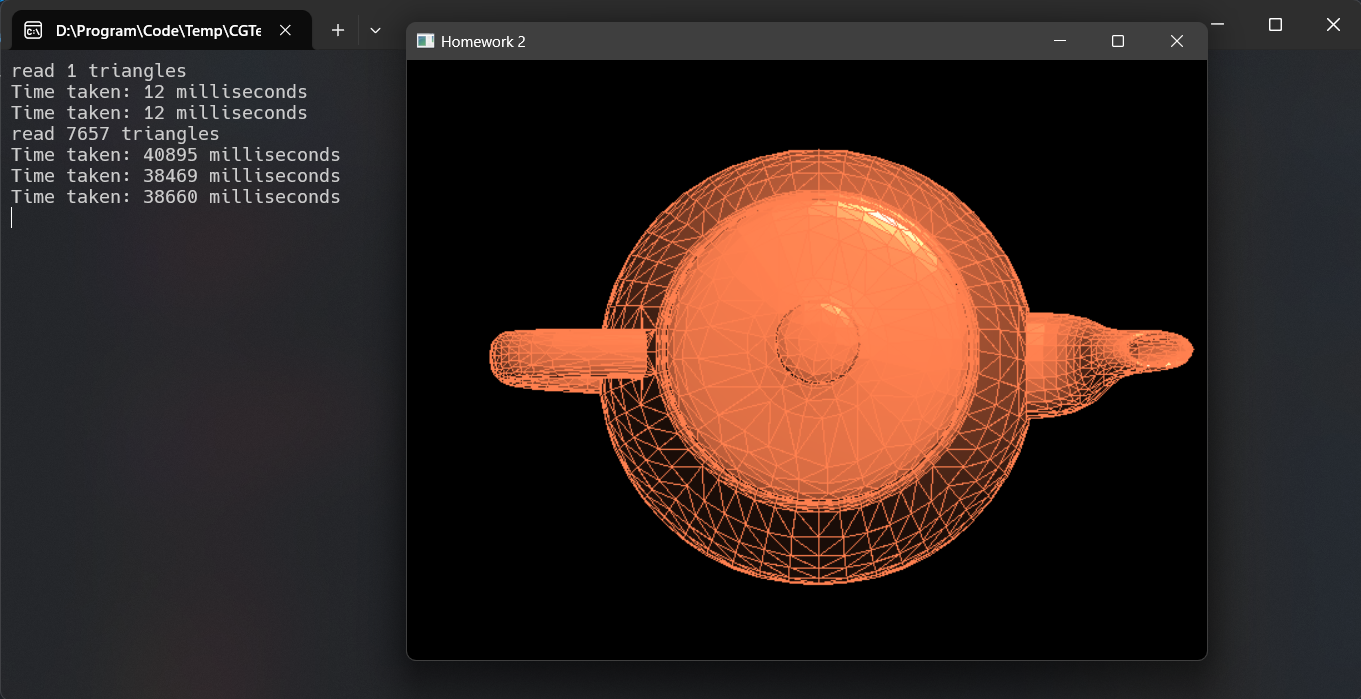 D:\Program\Code\Temp\CGTe
Homework 2
read 1 triangles
Time taken: 12 milliseconds
Time taken: 12 milliseconds
read 7657 triangles
Time taken: 40895 milliseconds
Time taken: 38469 milliseconds
Time taken: 38660 milliseconds